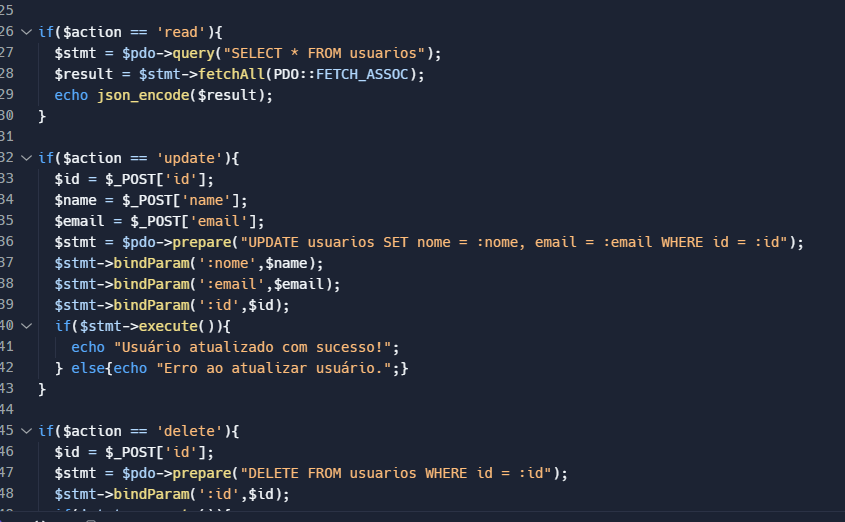 25
26 if($action == 'read'){
27 $stmt = $pdo->query("SELECT * FROM usuarios");
28 $result = $stmt->fetchAll(PDO::FETCH_ASSOC);
29 echo json_encode($result);
30 }
31
32 if($action == 'update'){
33 $id = $_POST['id'];
34 $name = $_POST['name'];
35 $email = $_POST['email'];
36 $stmt = $pdo->prepare("UPDATE usuarios SET nome = :nome, email = :email WHERE id = :id");
37 $stmt->bindParam(':nome',$name);
38 $stmt->bindParam(':email',$email);
39 $stmt->bindParam(':id',$id);
40 if($stmt->execute()){
41 echo "Usuário atualizado com sucesso!";
42 } else{echo "Erro ao atualizar usuário.";}
43 }
44
45 if($action == 'delete'){
46 $id = $_POST['id'];
47 $stmt = $pdo->prepare("DELETE FROM usuarios WHERE id = :id");
48 $stmt->bindParam(':id',$id);